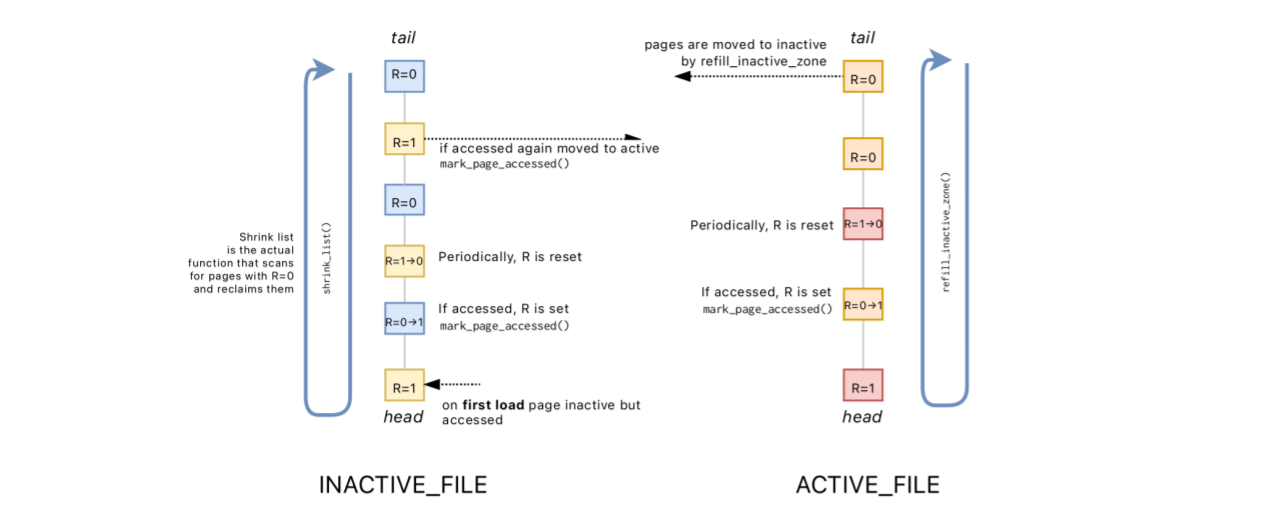 tail
R=0
R=1
if accessed again moved to active
mark_page_accessed()
R=0
Shrink list
is the actual
function that scans
for pages with R=0
and reclaims them
shrink_list()
R=1→0
Periodically, R is reset
R=0→1
If accessed, R is set
mark_page_accessed()
R=1
on first load page inactive but
accessed
head
INACTIVE_FILE
pages are moved to inactive
by refill_inactive_zone
tail
R=0
R=0
Periodically, R is reset
R=1→0
If accessed, R is set
mark_page_accessed()
R=0→1
R=1
head
refill_inactive_zone()
ACTIVE_FILE